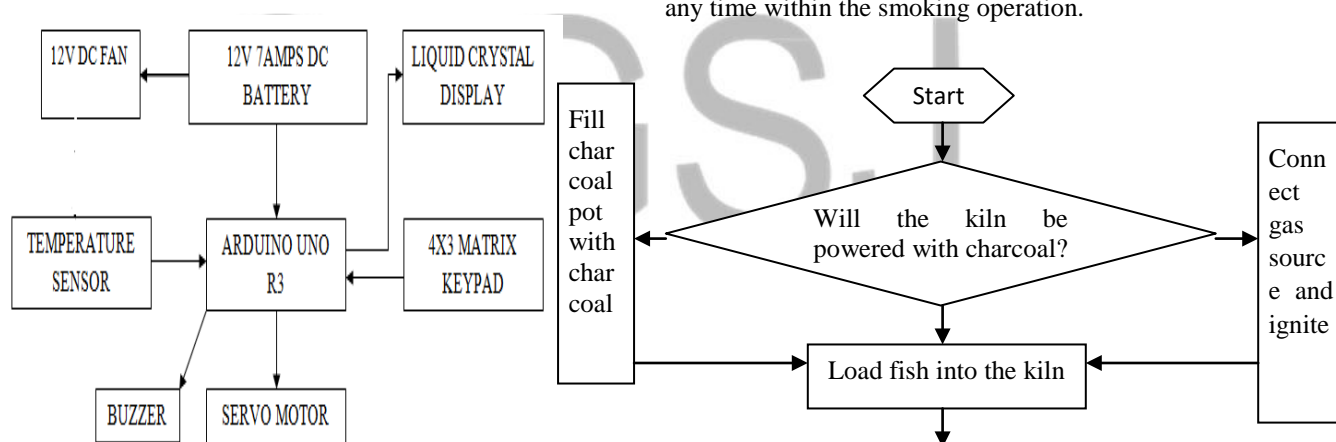 any time within the smoking operation.
12V DC FAN
12V 7AMPS DC
BATTERY
LIQUID CRYSTAL
DISPLAY
TEMPERATURE
SENSOR
ARDUINO UNO
R3
4X3 MATRIX
KEYPAD
BUZZER
SERVO MOTOR
Start
Fill
char
coal
pot
with
char
coal
Will the kiln be
powered with charcoal?
Conn
ect
gas
sourc
e and
ignite
Load fish into the kiln
GSJ